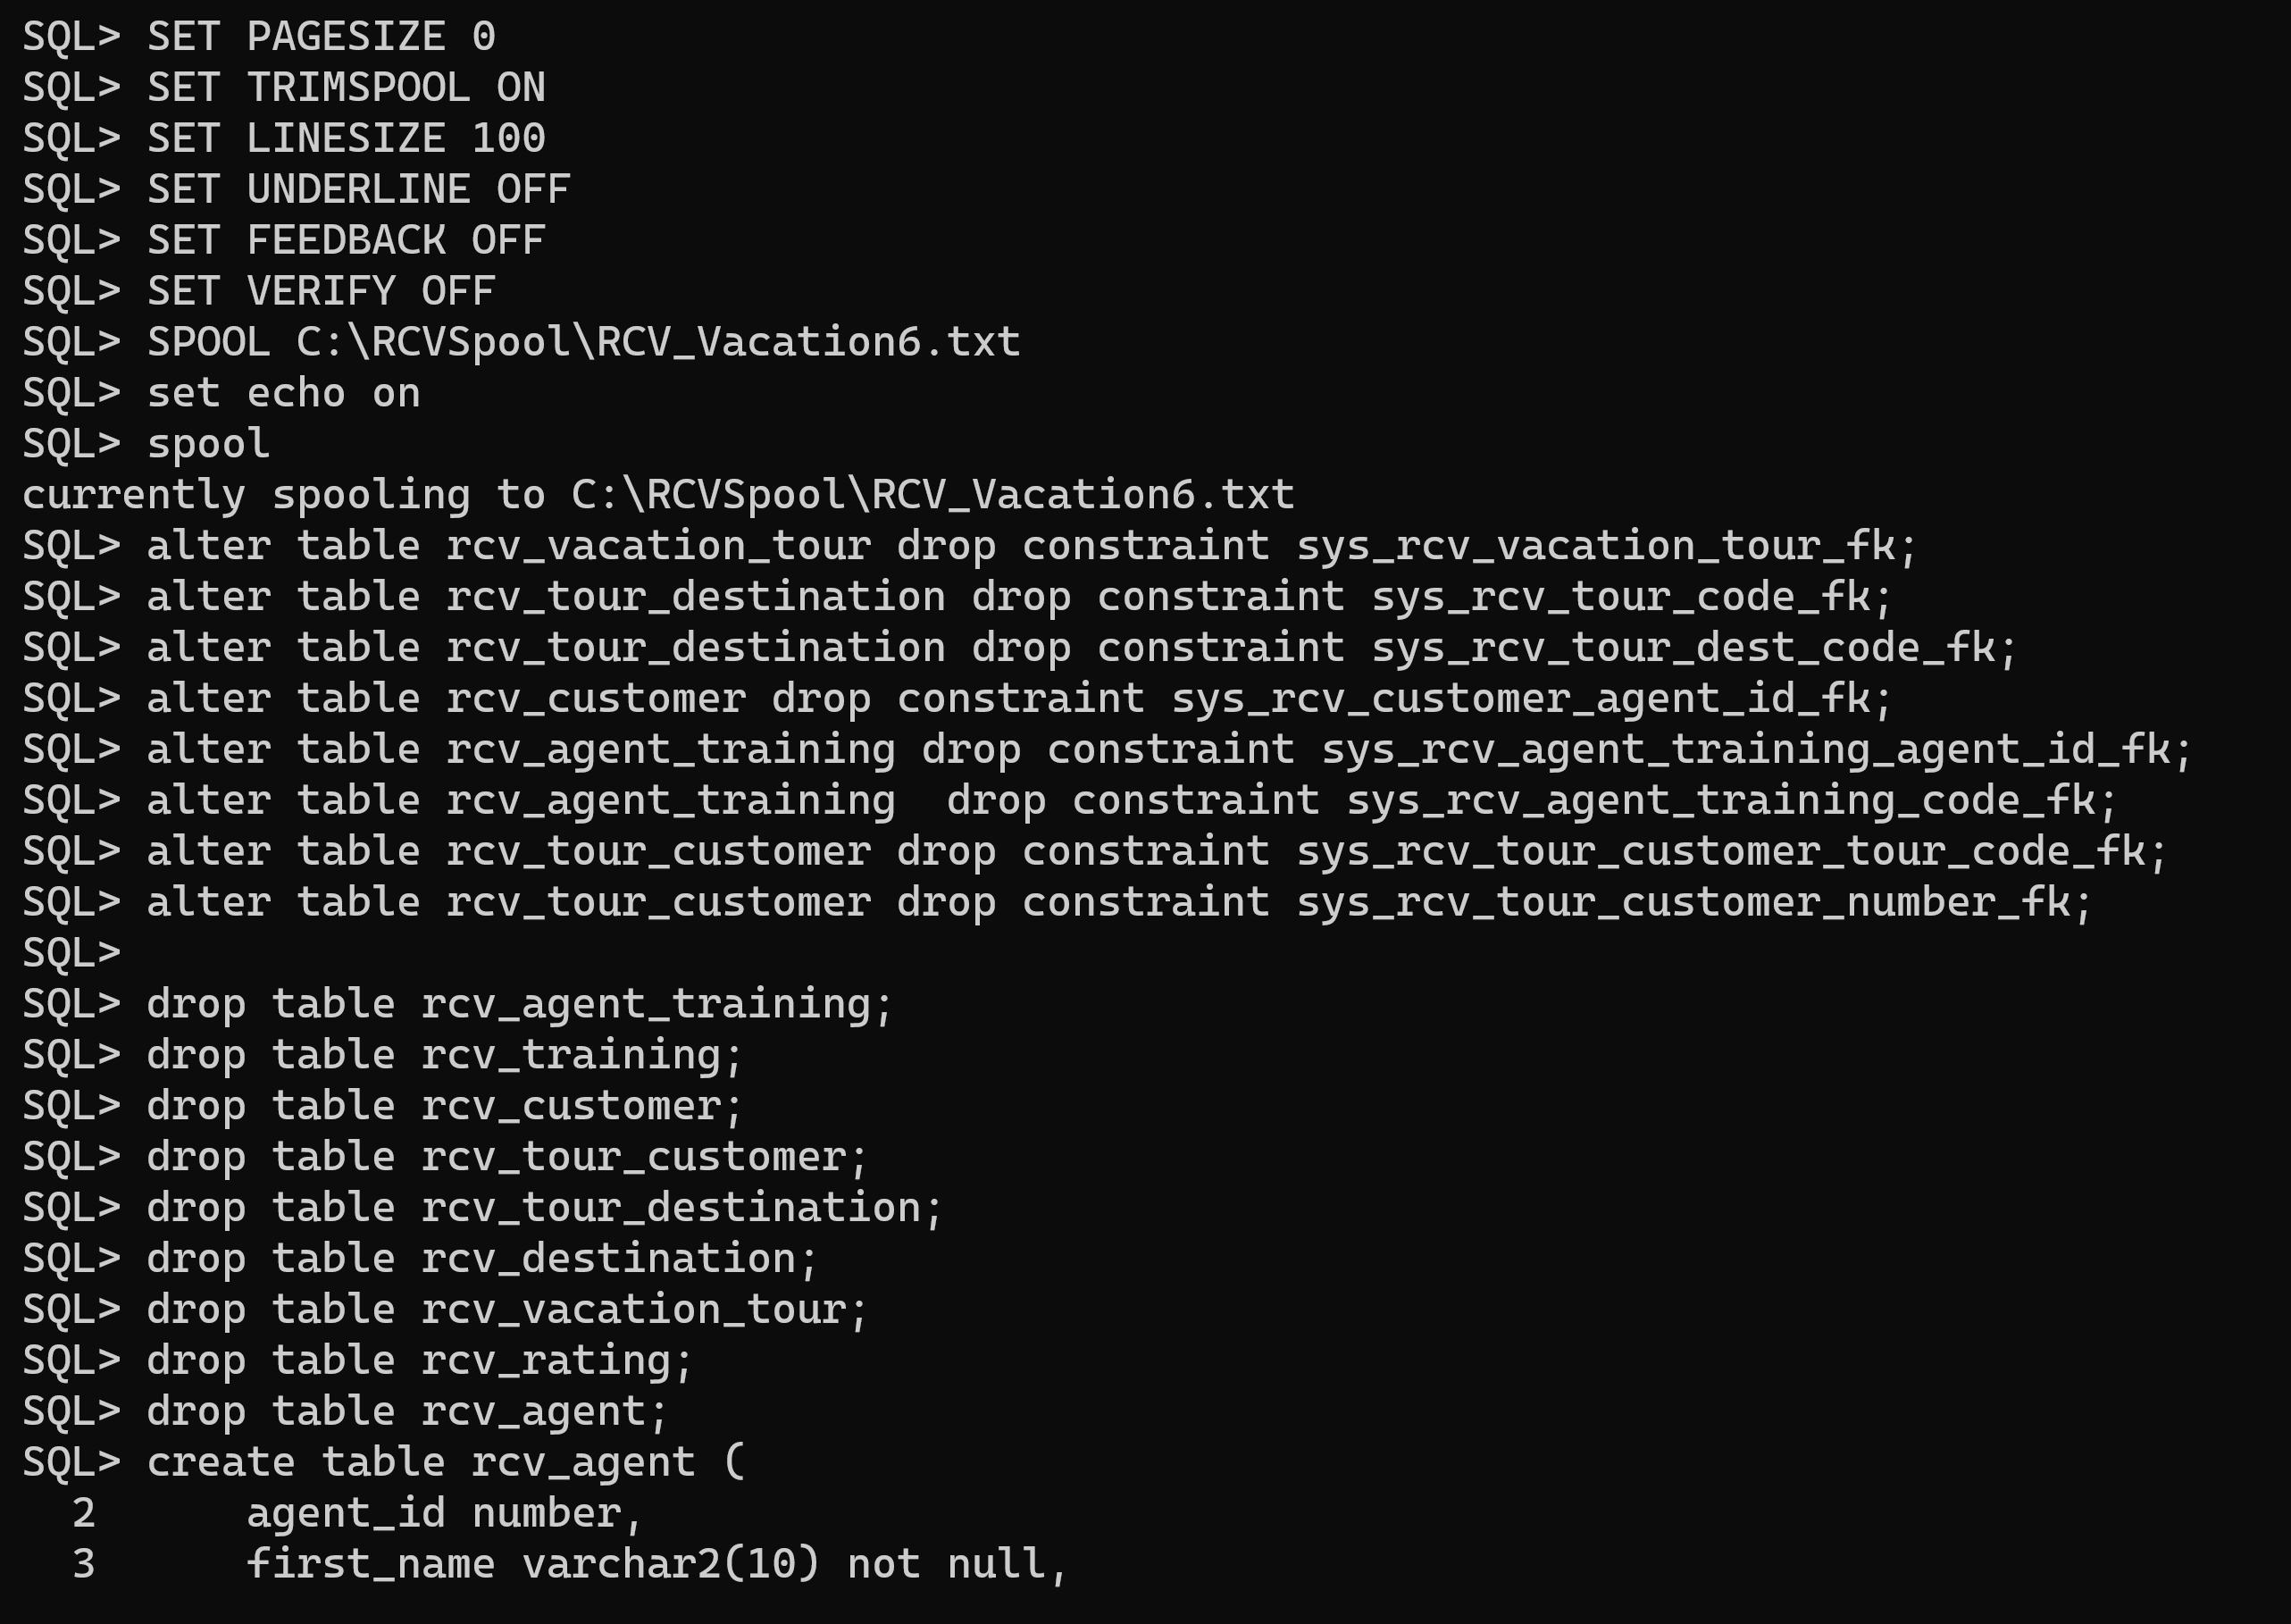 SQL> SET PAGESIZE 0
SQL> SET TRIMSPOOL ON
SQL> SET LINESIZE 100
SQL> SET UNDERLINE OFF
SQL> SET FEEDBACK OFF
SQL> SET VERIFY OFF
SQL> SPOOL C:\RCVSpool\RCV_Vacation6.txt
SQL> set echo on
SQL> spool
currently spooling to C:\RCVSpool\RCV_Vacation6.txt
SQL> alter table rcv_vacation_tour drop constraint sys_rcv_vacation_tour_fk;
SQL> alter table rcv_tour_destination drop constraint sys_rcv_tour_code_fk;
SQL> alter table rcv_tour_destination drop constraint sys_rcv_tour_dest_code_fk;
SQL> alter table rcv_customer drop constraint sys_rcv_customer_agent_id_fk;
SQL> alter table rcv_agent_training drop constraint sys_rcv_agent_training_agent_id_fk;
SQL> alter table rcv_agent_training  drop constraint sys_rcv_agent_training_code_fk;
SQL> alter table rcv_tour_customer drop constraint sys_rcv_tour_customer_tour_code_fk;
SQL> alter table rcv_tour_customer drop constraint sys_rcv_tour_customer_number_fk;
SQL>
SQL> drop table rcv_agent_training;
SQL> drop table rcv_training;
SQL> drop table rcv_customer;
SQL> drop table rcv_tour_customer;
SQL> drop table rcv_tour_destination;
SQL> drop table rcv_destination;
SQL> drop table rcv_vacation_tour;
SQL> drop table rcv_rating;
SQL> drop table rcv_agent;
SQL> create table rcv_agent (
  2      agent_id number,
  3      first_name varchar2(10) not null,